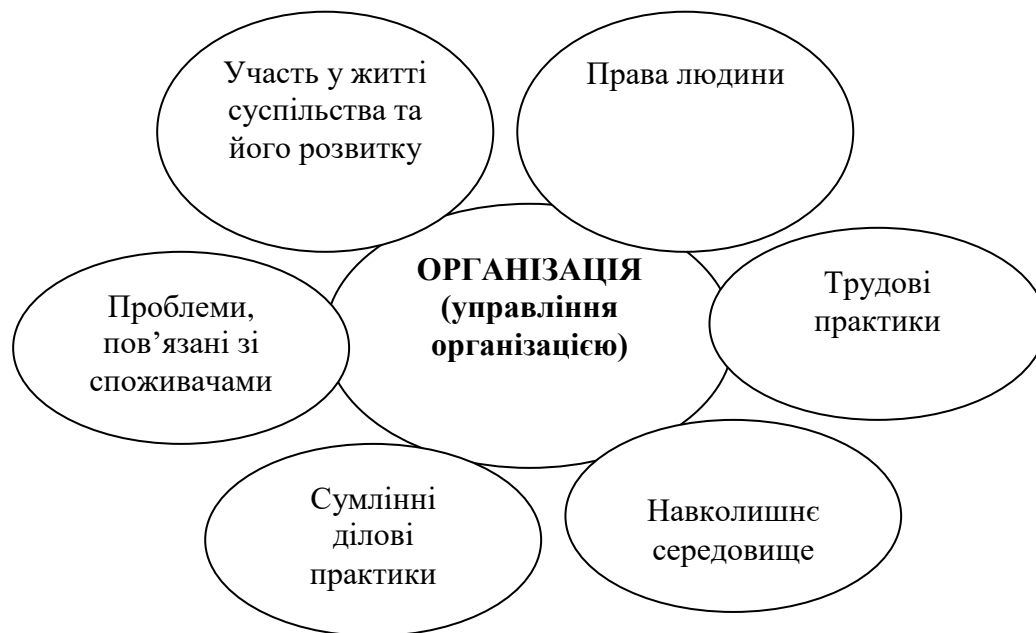 Участь у житті
суспільства та
його розвитку
Права людини
ОРГАНІЗАЦІЯ
(управління
організацією)
Трудові
практики
Проблеми,
пов’язані зі
споживачами
Сумлінні
ділові
практики
Навколишнє
середовище